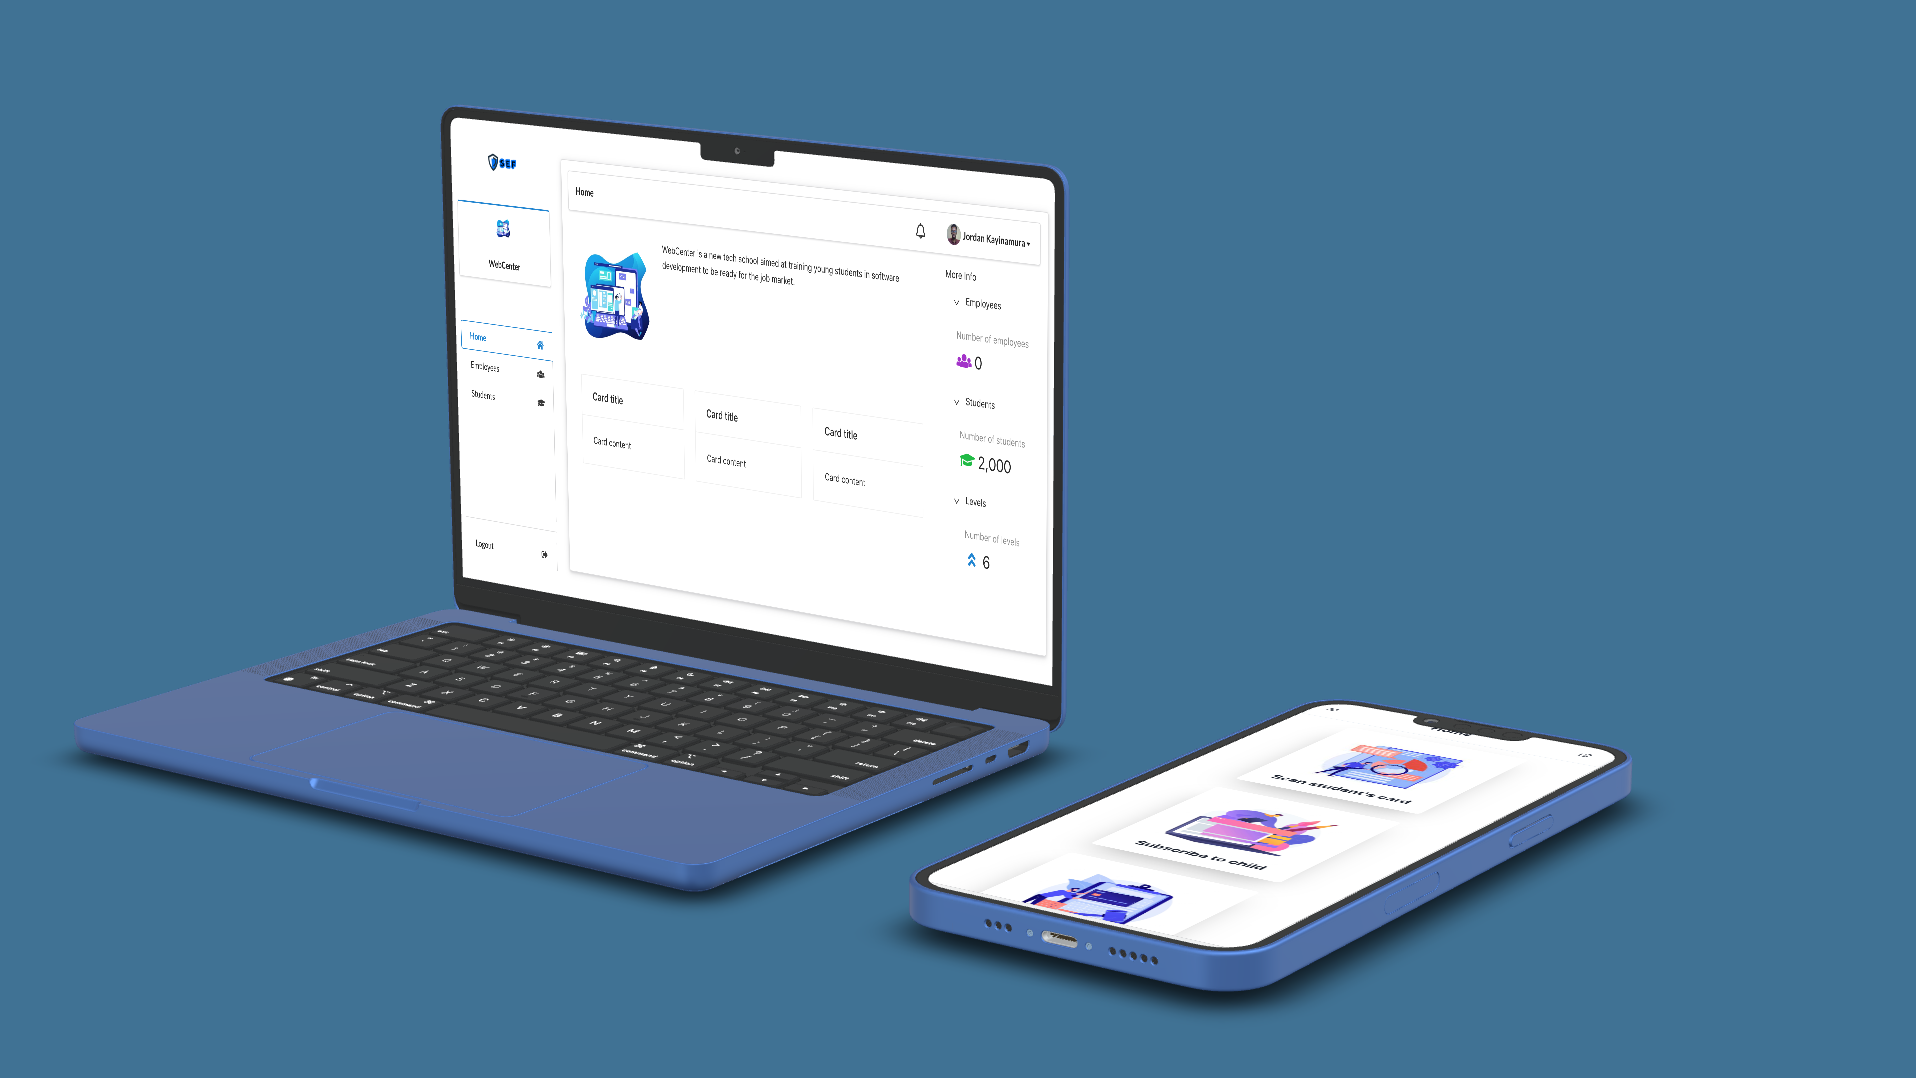 SEF
WebCenter
Home
Employees
Students
Logout
Home
Jordan Kayinamura
WebCenter is a new tech school aimed at training young students in software
development to be ready for the job market.
Card title
Card content
Card title
Card content
Card title
Card content
More Info
Employees
Number of employees
0
Students
Number of students
2,000
Levels
Number of levels
6
Home
Scan student's card
Subscribe to child